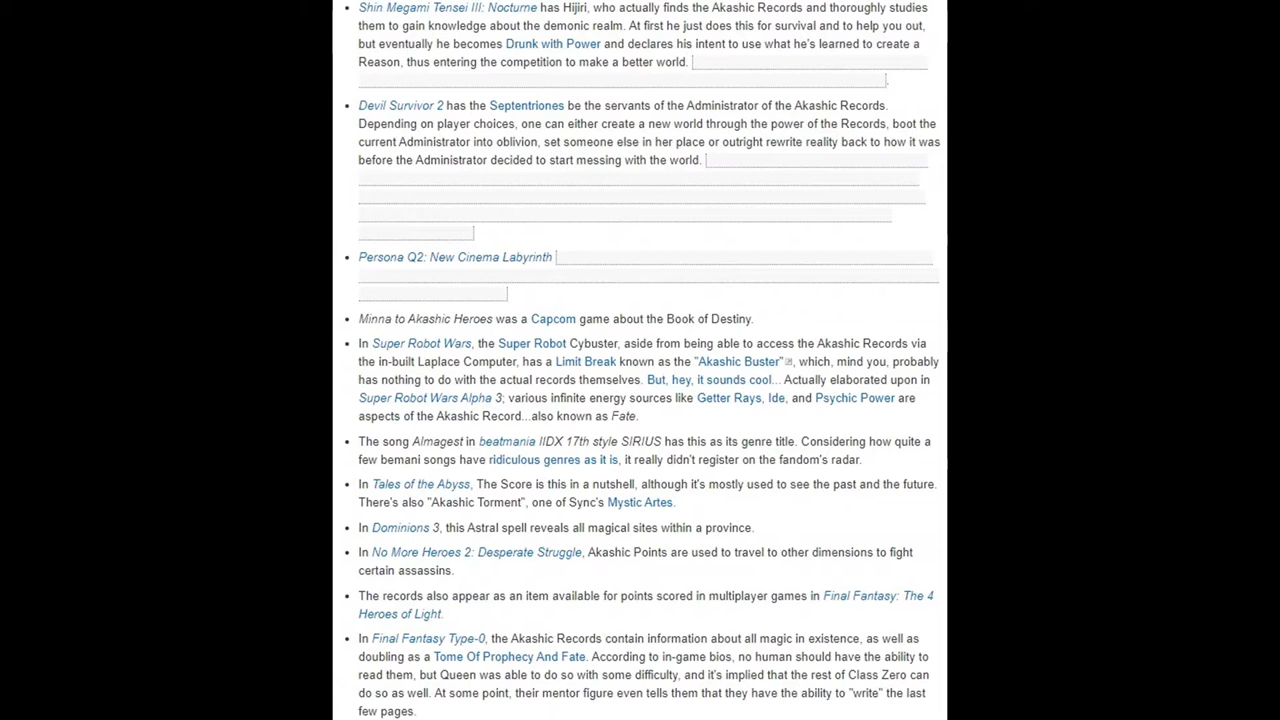 Shin Megami Tensei III: Nocturne has Hijiri, who actually finds the Akashic Records and thoroughly studies
them to gain knowledge about the demonic realm. At first he just does this for survival and to help you out,
but eventually he becomes Drunk with Power and declares his intent to use what he's learned to create a
Reason, thus entering the competition to make a better world.
Devil Survivor 2 has the Septentriones be the servants of the Administrator of the Akashic Records.
Depending on player choices, one can either create a new world through the power of the Records, boot the
current Administrator into oblivion, set someone else in her place or outright rewrite reality back to how it was
before the Administrator decided to start messing with the world.
Persona Q2: New Cinema Labyrinth
Minna to Akashic Heroes was a Capcom game about the Book of Destiny.
In Super Robot Wars, the Super Robot Cybuster, aside from being able to access the Akashic Records via
the in-built Laplace Computer, has a Limit Break known as the "Akashic Buster", which, mind you, probably
has nothing to do with the actual records themselves. But, hey, it sounds cool... Actually elaborated upon in
Super Robot Wars Alpha 3; various infinite energy sources like Getter Rays, Ide, and Psychic Power are
aspects of the Akashic Record...also known as Fate.
The song Almagest in beatmania IIDX 17th style SIRIUS has this as its genre title. Considering how quite a
few bemani songs have ridiculous genres as it is, it really didn't register on the fandom's radar.
In Tales of the Abyss, The Score is this in a nutshell, although it's mostly used to see the past and the future.
There's also "Akashic Torment", one of Sync's Mystic Artes.
In Dominions 3, this Astral spell reveals all magical sites within a province.
In No More Heroes 2: Desperate Struggle, Akashic Points are used to travel to other dimensions to fight
certain assassins.
The records also appear as an item available for points scored in multiplayer games in Final Fantasy: The 4
Heroes of Light.
In Final Fantasy Type-0, the Akashic Records contain information about all magic in existence, as well as
doubling as a Tome Of Prophecy And Fate. According to in-game bios, no human should have the ability to
read them, but Queen was able to do so with some difficulty, and it's implied that the rest of Class Zero can
do so as well. At some point, their mentor figure even tells them that they have the ability to "write" the last
few pages.